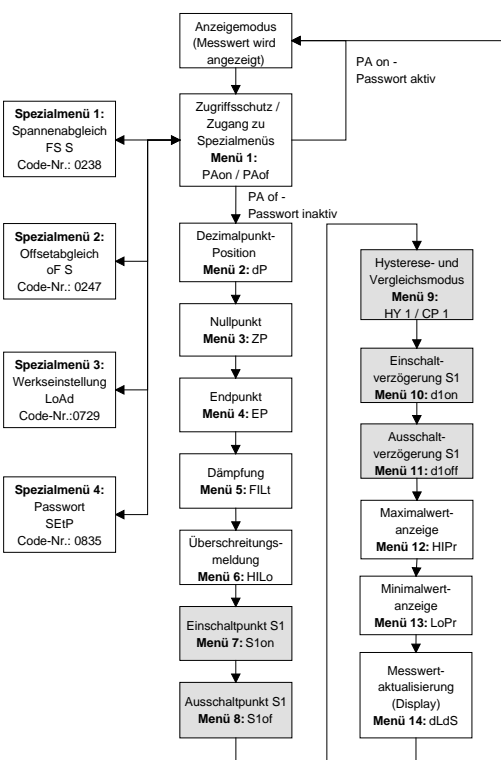 Anzeigemodus
(Messwert wird
angezeigt)
PA on -
Passwort aktiv
Zugriffsschutz /
Zugang zu
Spezialmenüs
Menü 1:
PAon / PAof
PA of -
Passwort inaktiv
Spezialmenü 1:
Spannenabgleich
FS S
Code-Nr.: 0238
Spezialmenü 2:
Offsetabgleich
oF S
Code-Nr.: 0247
Spezialmenü 3:
Werkseinstellung
LoAd
Code-Nr.:0729
Spezialmenü 4:
Passwort
SEtP
Code-Nr.: 0835
Dezimalpunkt-
Position
Menü 2: dP
Nullpunkt
Menü 3: ZP
Endpunkt
Menü 4: EP
Dämpfung
Menü 5: FILt
Überschreitungs-
meldung
Menü 6: HILo
Einschaltpunkt S1
Menü 7: S1on
Ausschaltpunkt S1
Menü 8: S1of
Hysterese- und
Vergleichsmodus
Menü 9:
HY 1 / CP 1
Einschalt-
verzögerung S1
Menü 10: d1on
Ausschalt-
verzögerung S1
Menü 11: d1off
Maximalwert-
anzeige
Menü 12: HIPr
Minimalwert-
anzeige
Menü 13: LoPr
Messwert-
aktualisierung
(Display)
Menü 14: dLdS